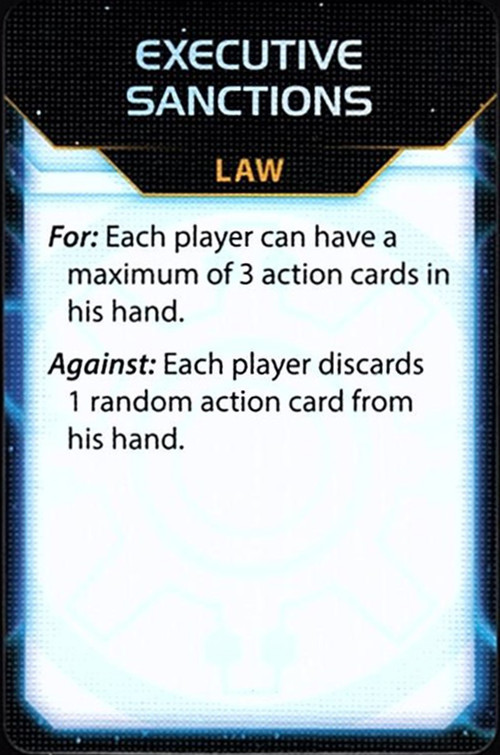 EXECUTIVE
SANCTIONS
LAW
For: Each player can have a
maximum of 3 action cards in
his hand.
Against: Each player discards
1 random action card from
his hand.